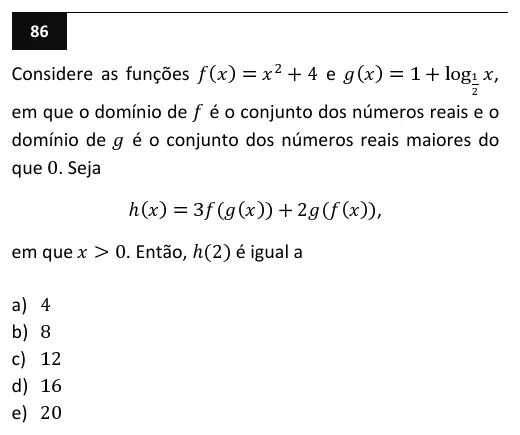 86
Considere as funções f(x) = x² + 4 e g(x) = 1 + log_{1/2} x,
em que o domínio de f é o conjunto dos números reais e o
domínio de g é o conjunto dos números reais maiores do
que 0. Seja
h(x) = 3f(g(x)) + 2g(f(x)),
em que x > 0. Então, h(2) é igual a
a) 4
b) 8
c) 12
d) 16
e) 20